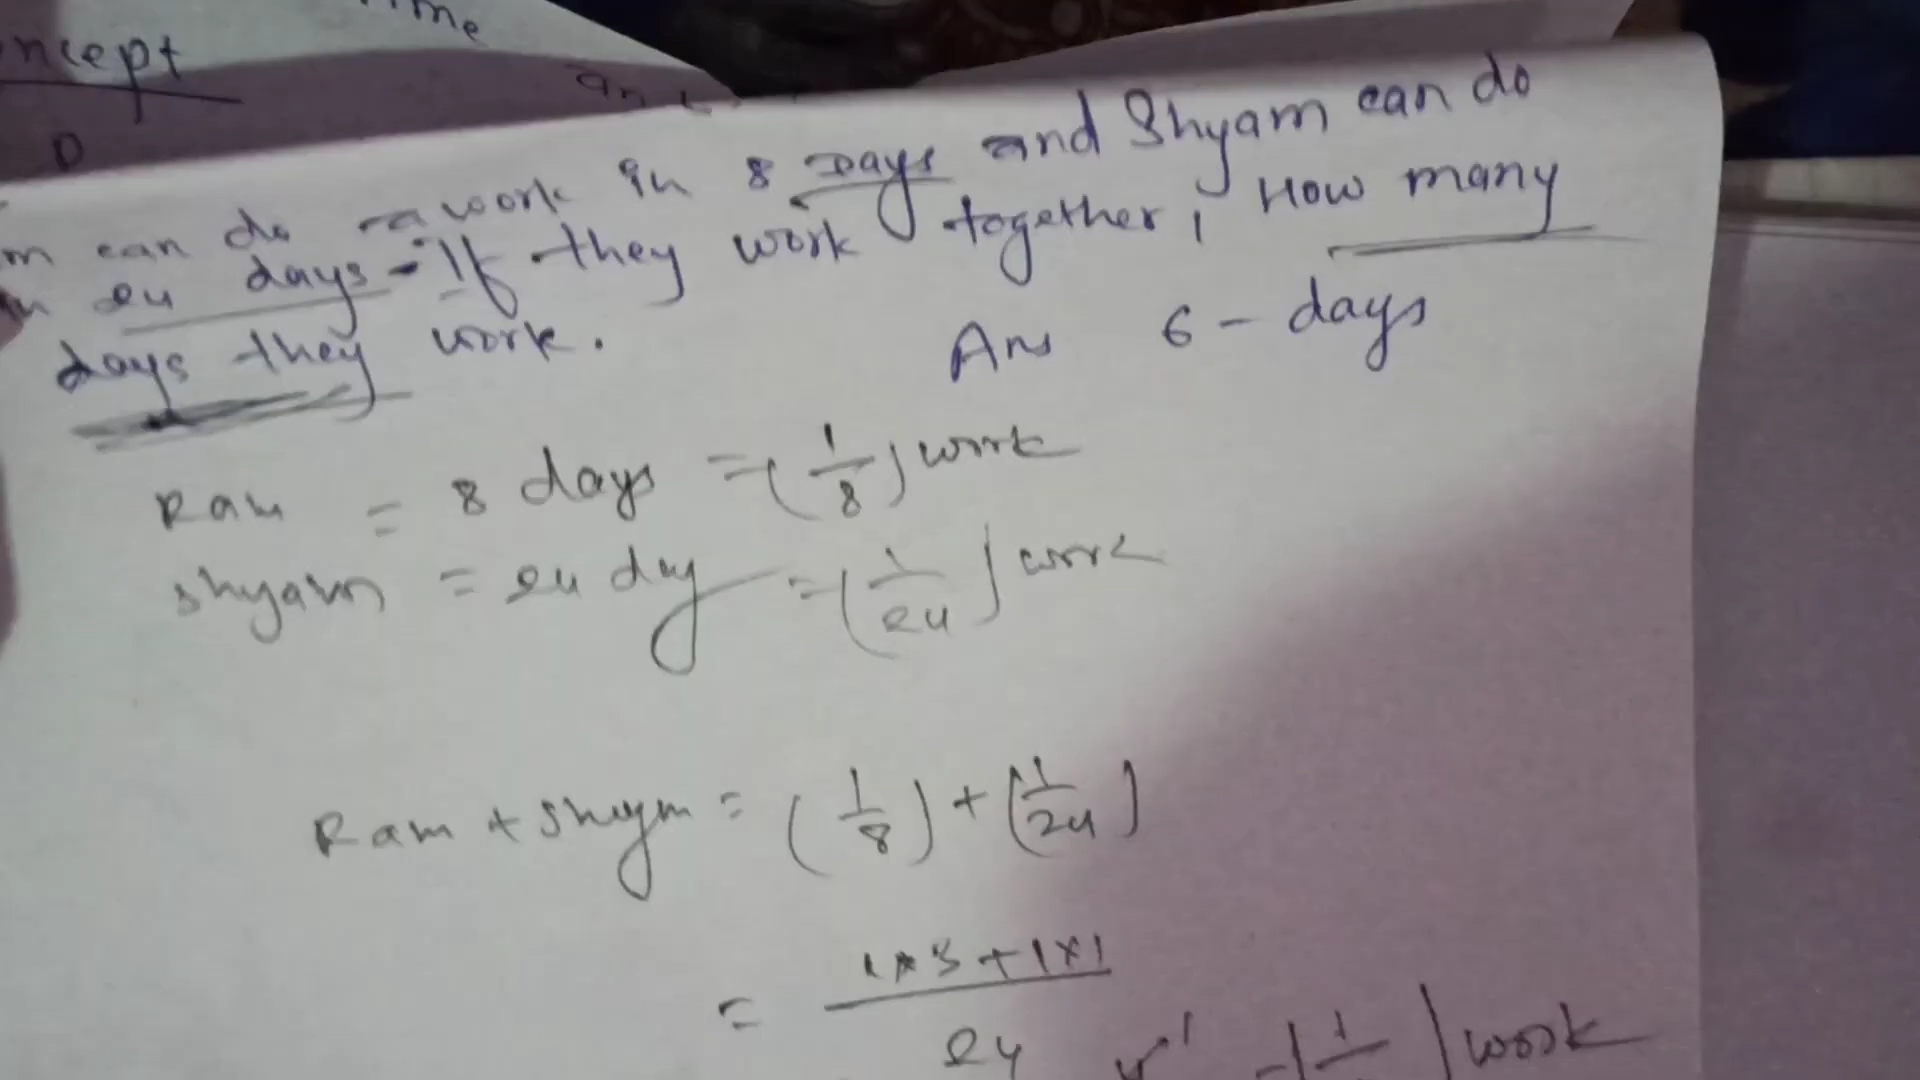 ncept
me
D
m can do a work in 8 Days and Shyam can do
in 24 days. If they work together, How many
days they work.
Ans 6 - days
Ram = 8 days = (1/8) work
shyam = 24 day = (1/24) work
Ram + Shym = (1/8) + (1/24)
= 1×3+1×1
24
work